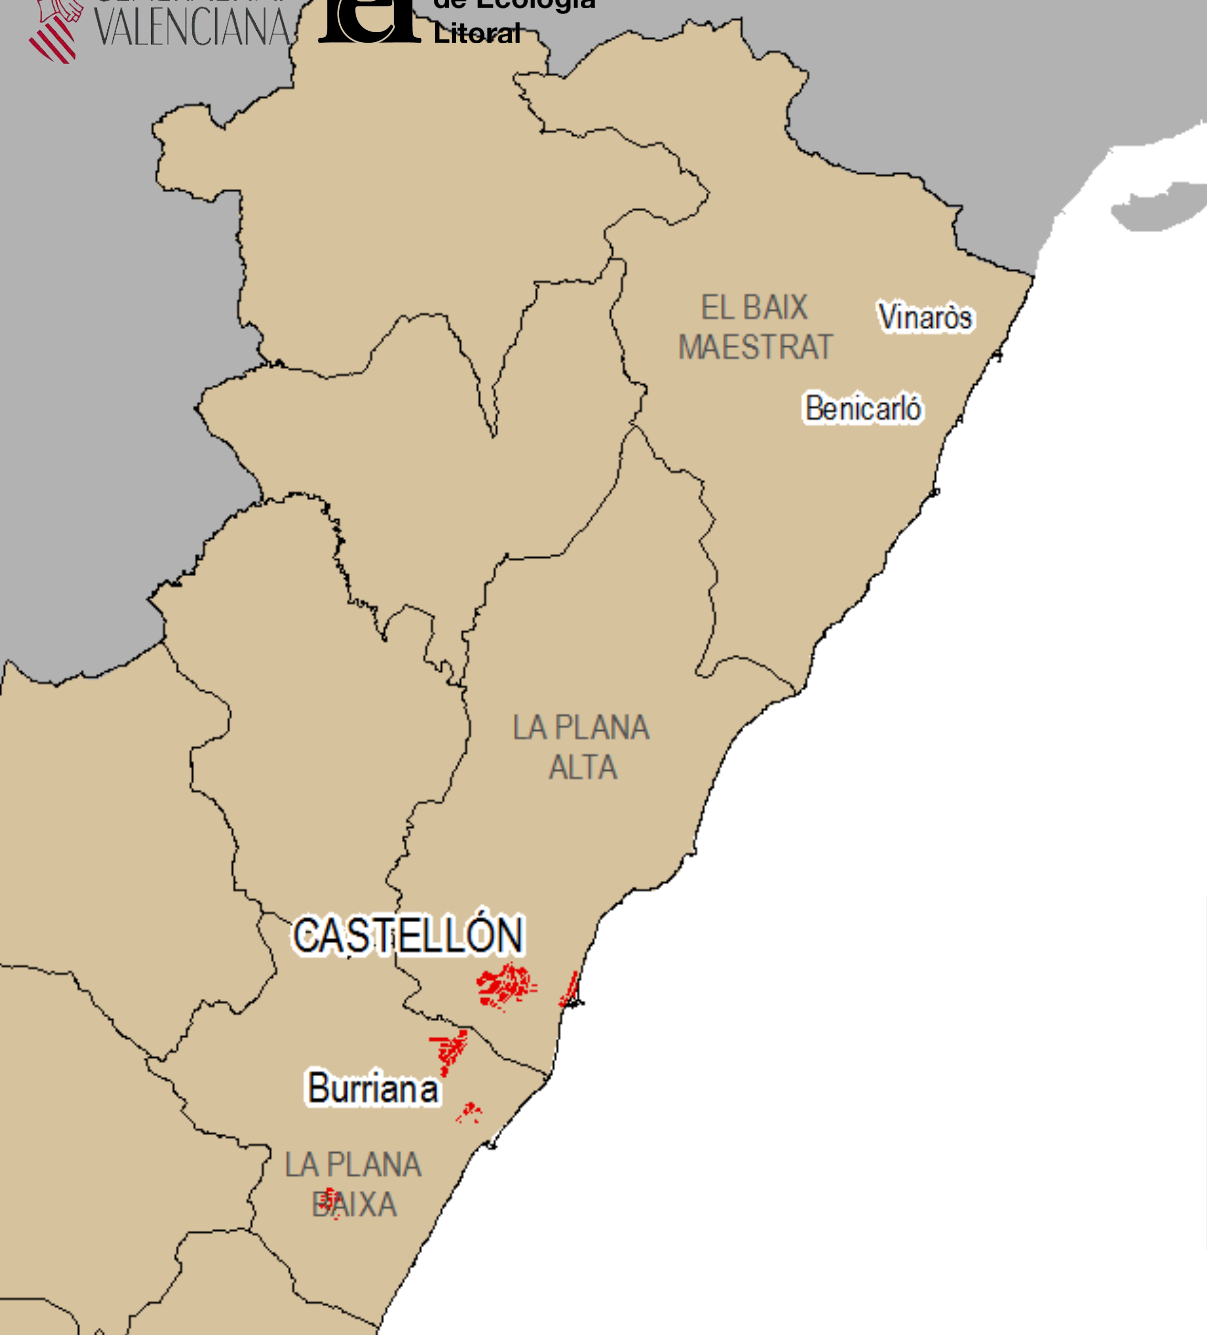 VALENCIANA
de Ecología
Litoral
EL BAIX
MAESTRAT
Vinaròs
Benicarló
LA PLANA
ALTA
CASTELLÓN
Burriana
LA PLANA
BAIXA